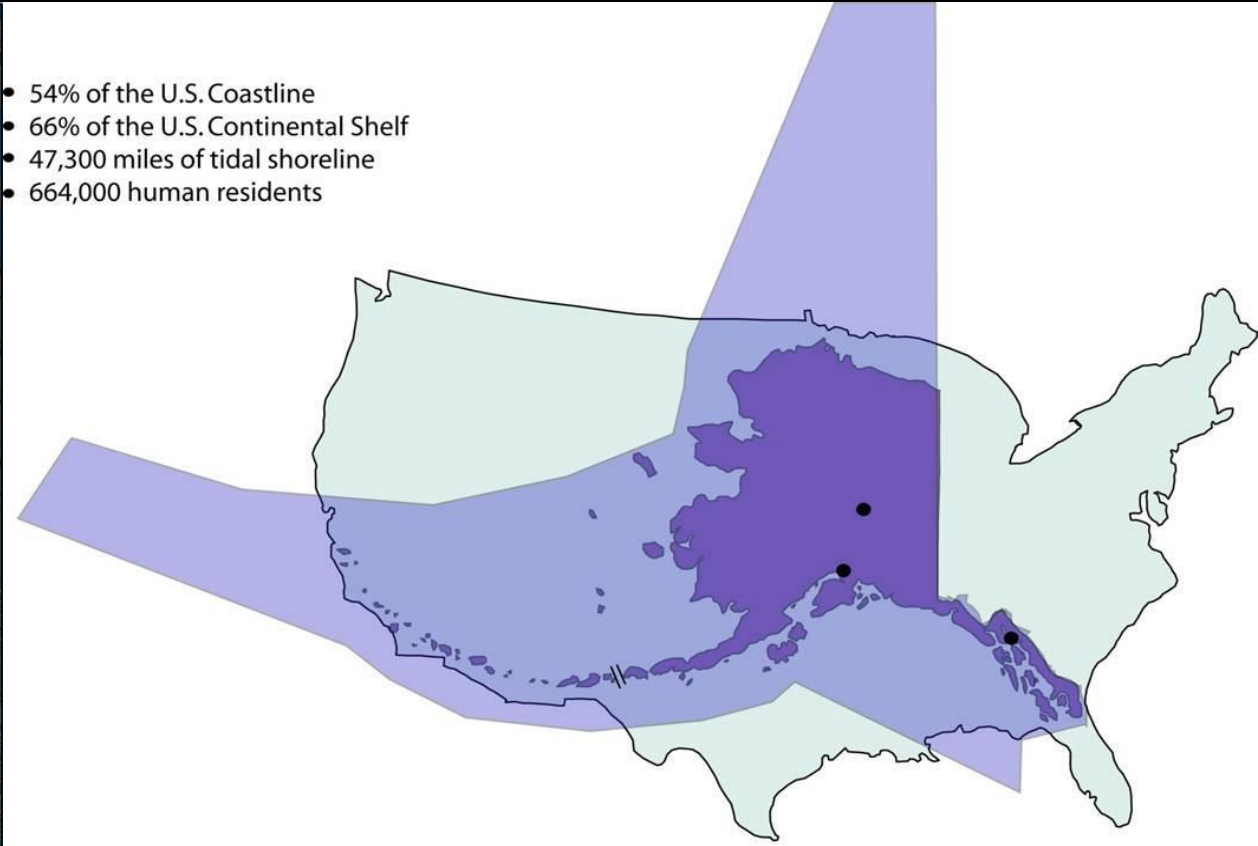 • 54% of the U.S. Coastline
• 66% of the U.S. Continental Shelf
• 47,300 miles of tidal shoreline
• 664,000 human residents